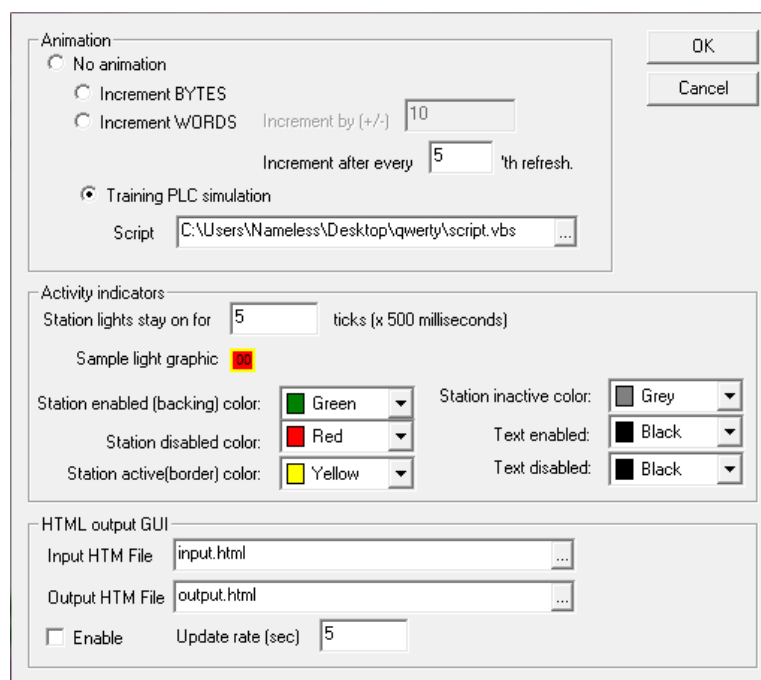 Animation
No animation
OK
Increment BYTES
Cancel
Increment WORDS Increment by (+/-) 10
Increment after every 5 'th refresh.
Training PLC simulation
Script C:\Users\Nameless\Desktop\qwerty\script.vbs ...
Activity indicators
Station lights stay on for 5 ticks (x 500 milliseconds)
Sample light graphic 00
Station enabled (backing) color: Green
Station inactive color: Grey
Station disabled color: Red
Text enabled: Black
Station active(border) color: Yellow
Text disabled: Black
HTML output GUI
Input HTM File input.html ...
Output HTM File output.html ...
Enable Update rate (sec) 5